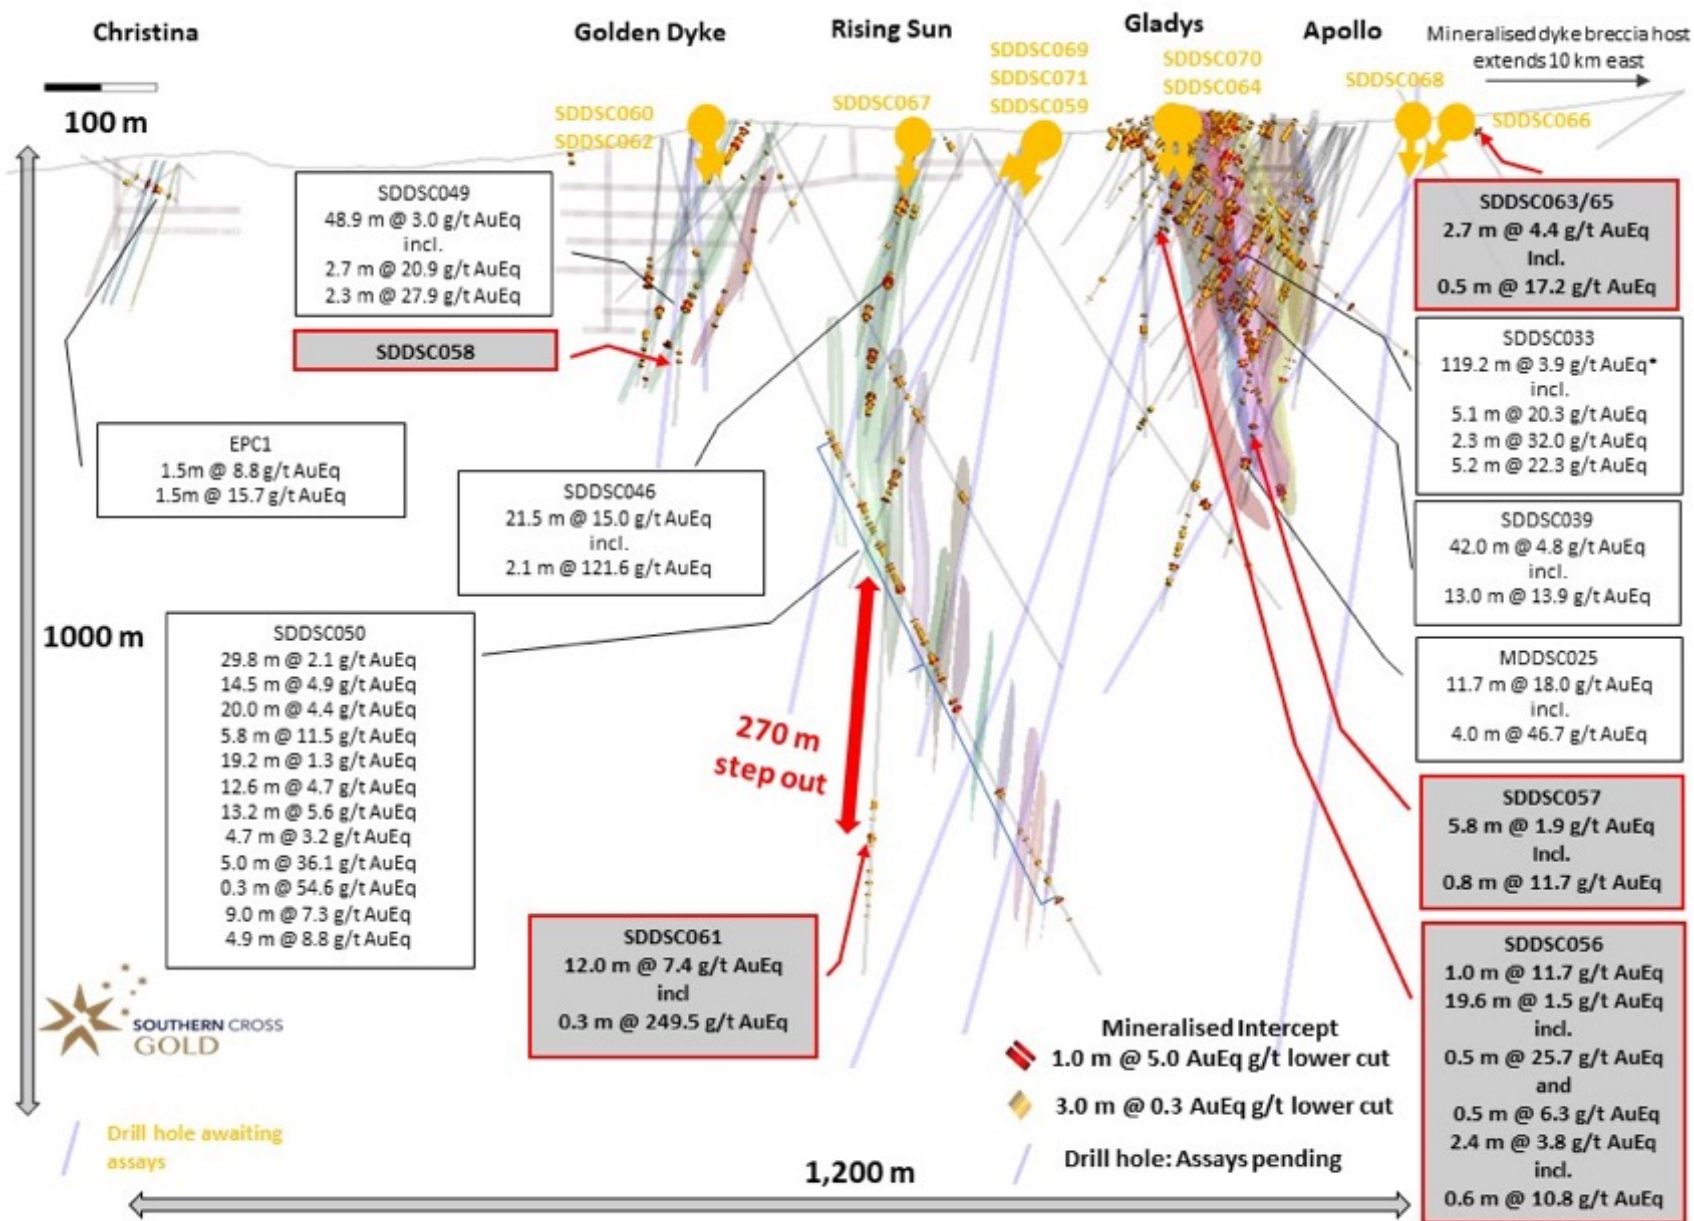 Christina
Golden Dyke
Rising Sun
Gladys
Apollo
Mineralised dyke breccia host
extends 10 km east
100 m
SDDSC060
SDDSC062
SDDSC067
SDDSC069
SDDSC071
SDDSC059
SDDSC070
SDDSC064
SDDSC068
SDDSC066
SDDSC049
48.9 m @ 3.0 g/t AuEq
incl.
2.7 m @ 20.9 g/t AuEq
2.3 m @ 27.9 g/t AuEq
SDDSC058
EPC1
1.5m @ 8.8 g/t AuEq
1.5m @ 15.7 g/t AuEq
SDDSC046
21.5 m @ 15.0 g/t AuEq
incl.
2.1 m @ 121.6 g/t AuEq
1000 m
SDDSC050
29.8 m @ 2.1 g/t AuEq
14.5 m @ 4.9 g/t AuEq
20.0 m @ 4.4 g/t AuEq
5.8 m @ 11.5 g/t AuEq
19.2 m @ 1.3 g/t AuEq
12.6 m @ 4.7 g/t AuEq
13.2 m @ 5.6 g/t AuEq
4.7 m @ 3.2 g/t AuEq
5.0 m @ 36.1 g/t AuEq
0.3 m @ 54.6 g/t AuEq
9.0 m @ 7.3 g/t AuEq
4.9 m @ 8.8 g/t AuEq
270 m
step out
SDDSC061
12.0 m @ 7.4 g/t AuEq
incl
0.3 m @ 249.5 g/t AuEq
SDDSC063/65
2.7 m @ 4.4 g/t AuEq
Incl.
0.5 m @ 17.2 g/t AuEq
SDDSC033
119.2 m @ 3.9 g/t AuEq*
incl.
5.1 m @ 20.3 g/t AuEq
2.3 m @ 32.0 g/t AuEq
5.2 m @ 22.3 g/t AuEq
SDDSC039
42.0 m @ 4.8 g/t AuEq
incl.
13.0 m @ 13.9 g/t AuEq
MDDSC025
11.7 m @ 18.0 g/t AuEq
incl.
4.0 m @ 46.7 g/t AuEq
SDDSC057
5.8 m @ 1.9 g/t AuEq
Incl.
0.8 m @ 11.7 g/t AuEq
SDDSC056
1.0 m @ 11.7 g/t AuEq
19.6 m @ 1.5 g/t AuEq
incl.
0.5 m @ 25.7 g/t AuEq
and
0.5 m @ 6.3 g/t AuEq
2.4 m @ 3.8 g/t AuEq
incl.
0.6 m @ 10.8 g/t AuEq
SOUTHERN CROSS
GOLD
Mineralised Intercept
1.0 m @ 5.0 AuEq g/t lower cut
3.0 m @ 0.3 AuEq g/t lower cut
Drill hole: Assays pending
Drill hole awaiting
assays
1,200 m